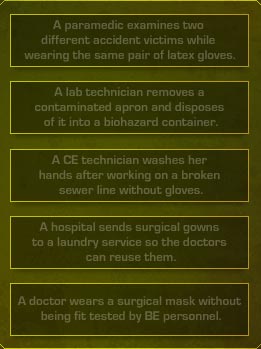 A paramedic examines two
different accident victims while
wearing the same pair of latex gloves.
A lab technician removes a
contaminated apron and disposes
of it into a biohazard container.
A CE technician washes her
hands after working on a broken
sewer line without gloves.
A hospital sends surgical gowns
to a laundry service so the doctors
can reuse them.
A doctor wears a surgical mask without
being fit tested by BE personnel.